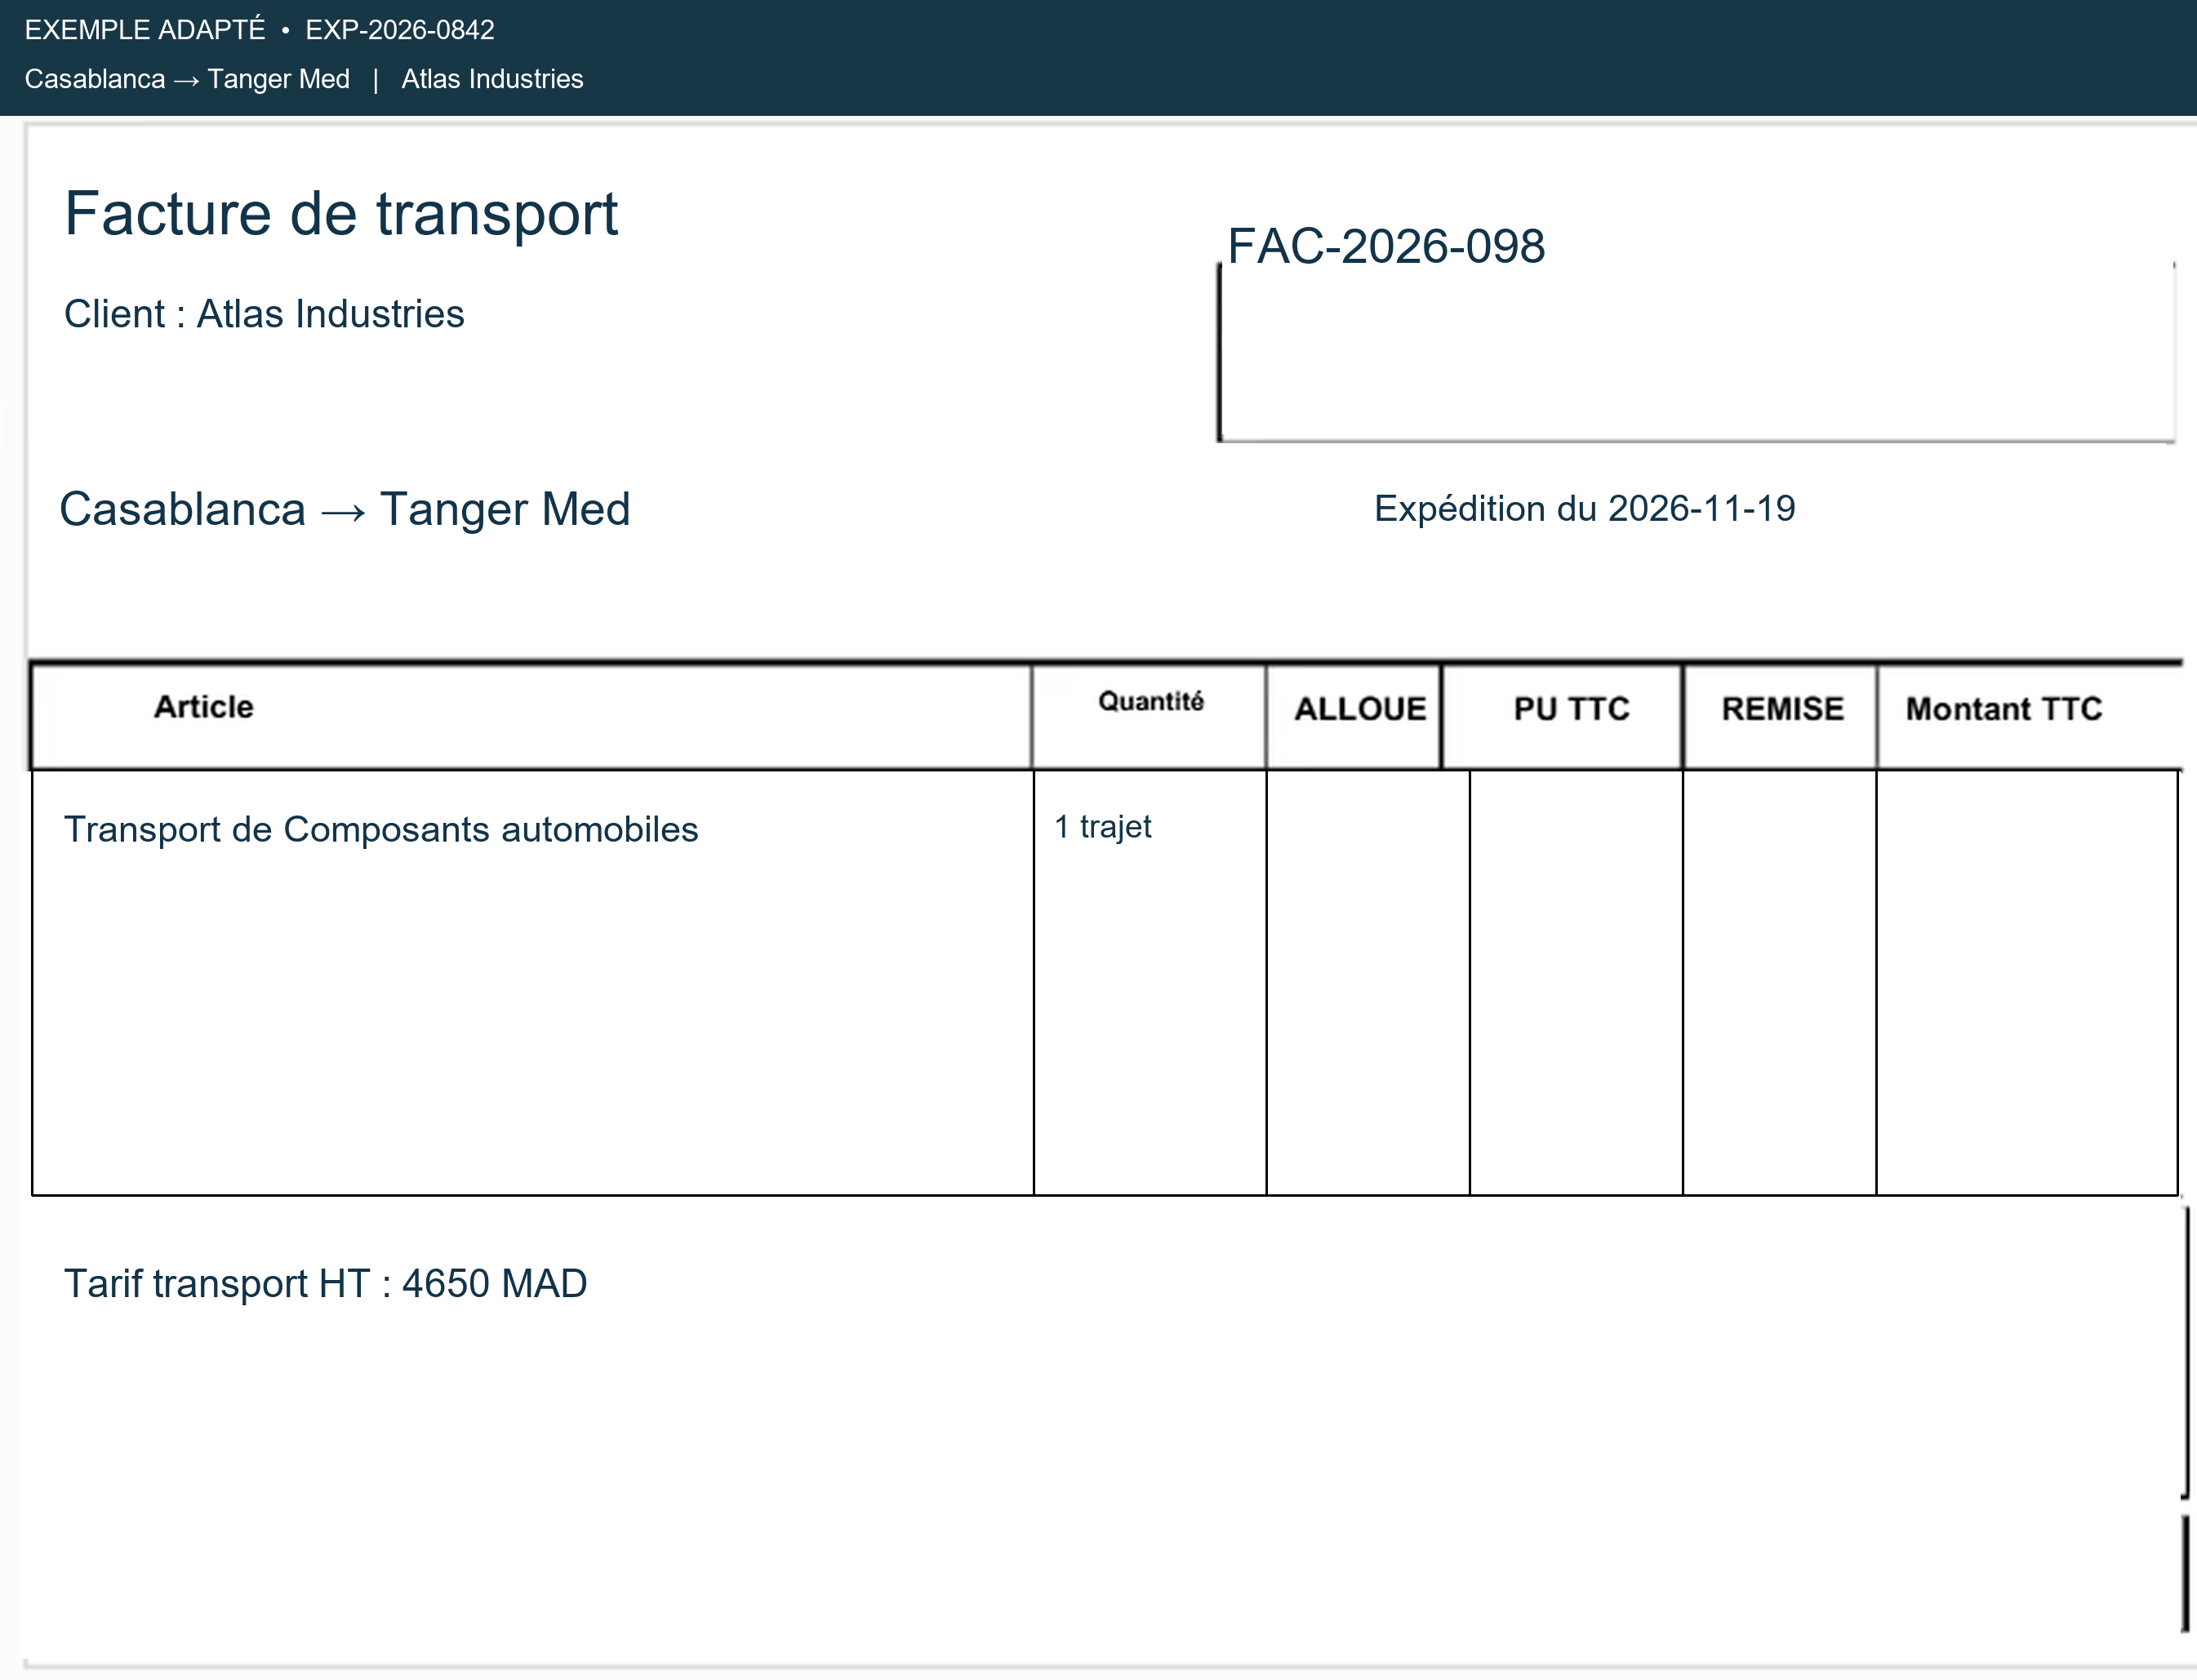 EXEMPLE ADAPTÉ • EXP-2026-0842
Casablanca → Tanger Med | Atlas Industries
Facture de transport
FAC-2026-098
Client : Atlas Industries
Casablanca → Tanger Med
Expédition du 2026-11-19
Article Quantité ALLOUE PU TTC REMISE Montant TTC
Transport de Composants automobiles 1 trajet
Tarif transport HT : 4650 MAD